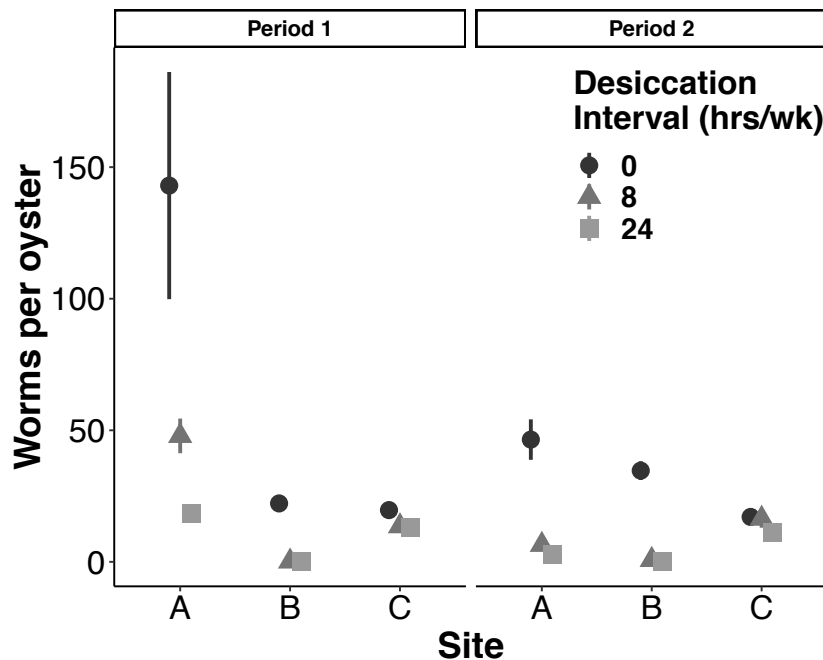 Period 1
Period 2
Desiccation
Interval (hrs/wk)
0
8
24
Worms per oyster
150
100
50
0
A
B
C
A
B
C
Site